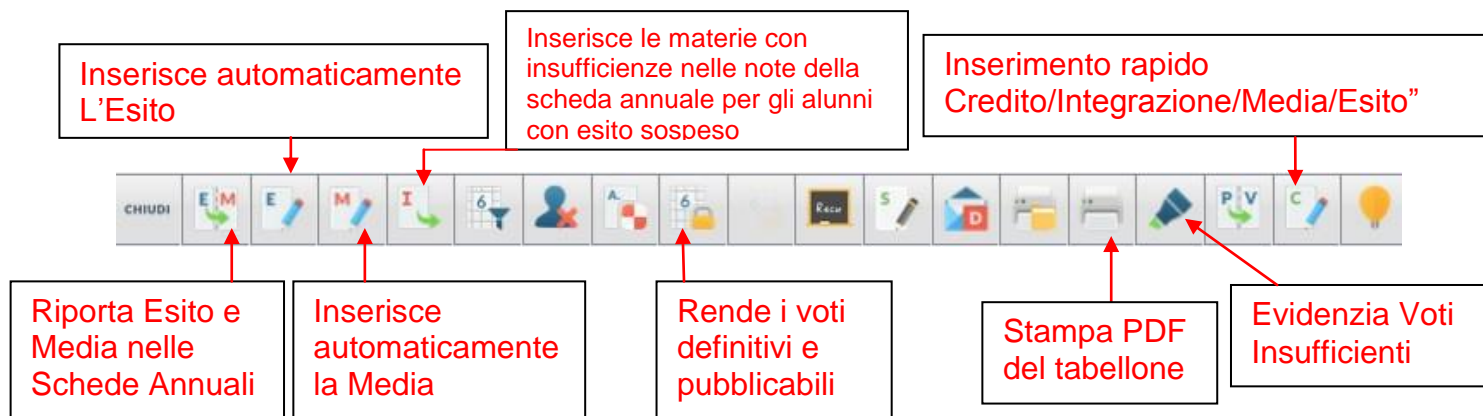 Inserisce automaticamente
L'Esito
Inserisce le materie con
insufficienze nelle note della
scheda annuale per gli alunni
con esito sospeso
Inserimento rapido
Credito/Integrazione/Media/Esito”
CHIUDI
E M
E
M
I
6
A.
6
Recu
S
D
P V
C
Riporta Esito e
Media nelle
Schede Annuali
Inserisce
automaticamente
la Media
Rende i voti
definitivi e
pubblicabili
Stampa PDF
del tabellone
Evidenzia Voti
Insufficienti